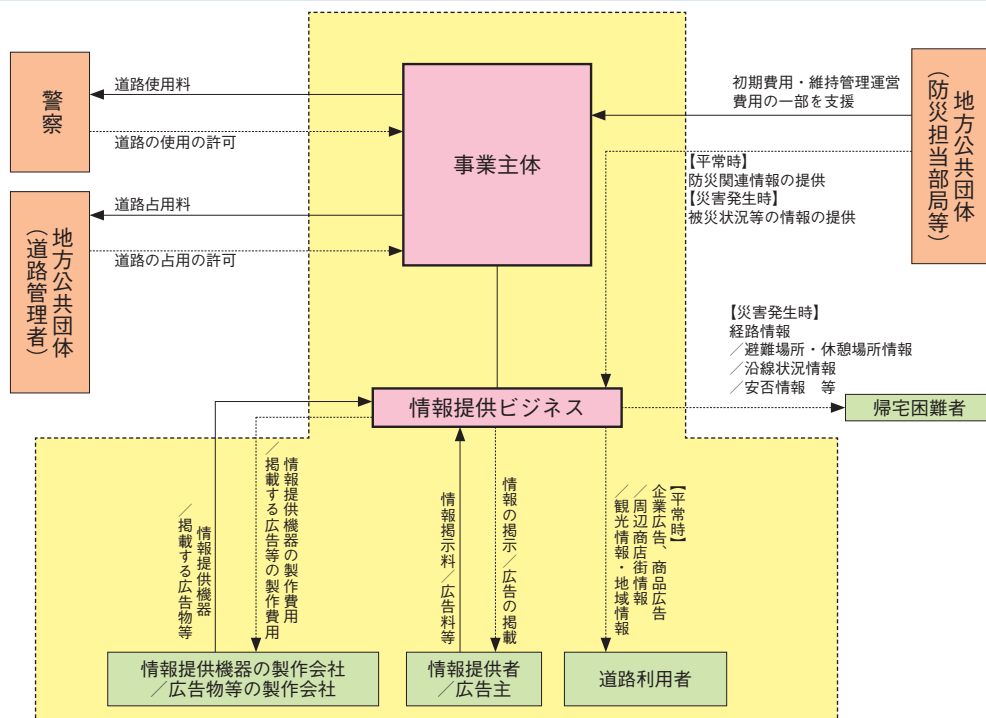 警察
道路使用料
道路の使用の許可
地方公共団体
(道路管理者)
道路占用料
道路の占用の許可
事業主体
初期費用・維持管理運営
費用の一部を支援
地方公共団体
(防災担当部局等)
【平常時】
防災関連情報の提供
【災害発生時】
被災状況等の情報の提供
【災害発生時】
経路情報
／避難場所・休憩場所情報
／沿線状況情報
／安否情報　等
情報提供ビジネス
帰宅困難者
情報提供機器
／掲載する広告物等
情報提供機器の製作費用
／掲載する広告等の製作費用
情報掲示料／広告料等
情報の掲示／広告の掲載
【平常時】
企業広告、商品広告
／周辺商店街情報
／観光情報・地域情報
情報提供機器の製作会社
／広告物等の製作会社
情報提供者
／広告主
道路利用者